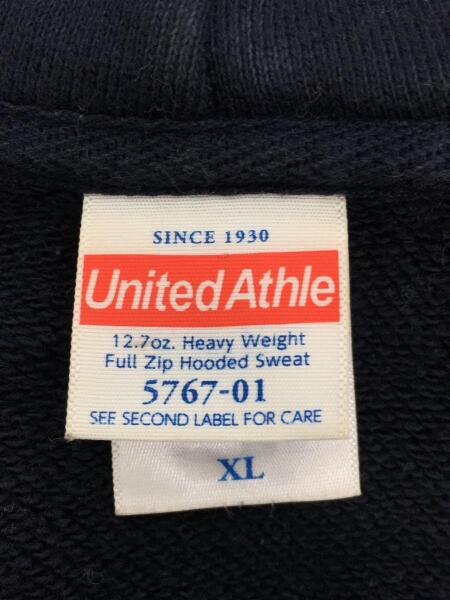 SINCE 1930
United Athle
12.7oz. Heavy Weight
Full Zip Hooded Sweat
5767-01
SEE SECOND LABEL FOR CARE
XL